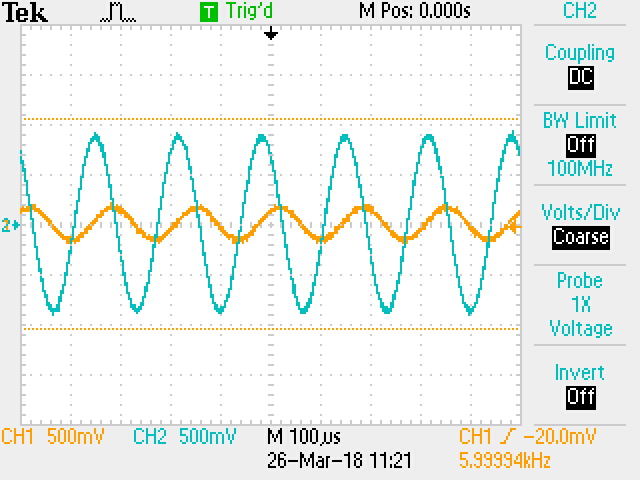 Tek T Trig'd M Pos: 0.000s CH2
Coupling
DC
BW Limit
Off
100MHz
Volts/Div
Coarse
Probe
1X
Voltage
Invert
Off
2
CH1 500mV CH2 500mV M 100µs CH1 −20.0mV
26-Mar-18 11:21 5.99994kHz